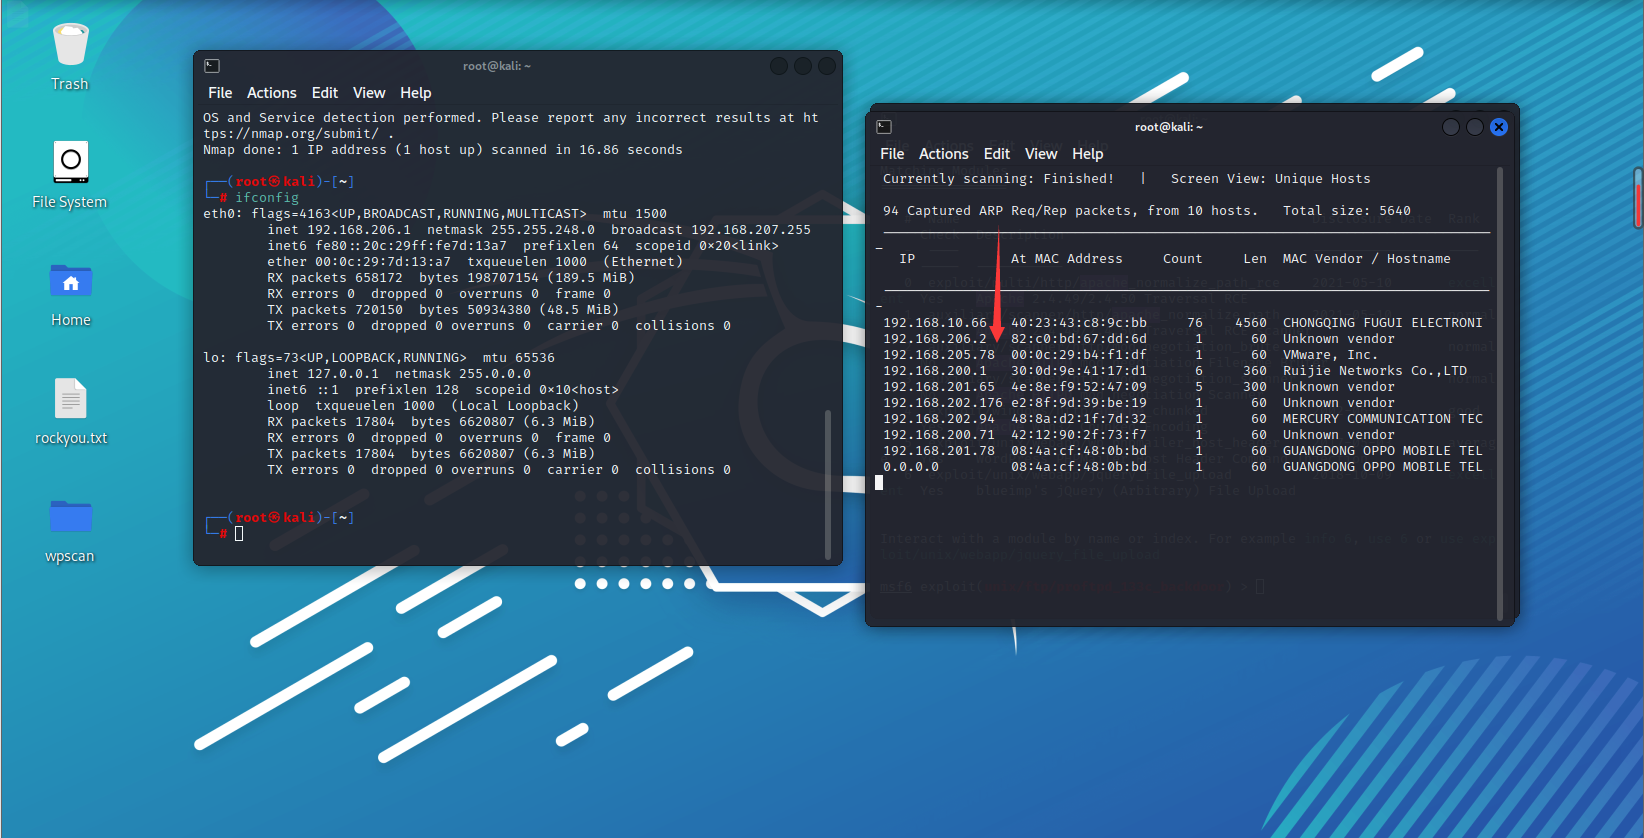 Trash
File System
Home
rockyou.txt
wpscan
root@kali: ~
File Actions Edit View Help
OS and Service detection performed. Please report any incorrect results at ht
tps://nmap.org/submit/ .
Nmap done: 1 IP address (1 host up) scanned in 16.86 seconds
┌──(root㉿kali)-[~]
└─# ifconfig
eth0: flags=4163<UP,BROADCAST,RUNNING,MULTICAST>  mtu 1500
inet 192.168.206.1  netmask 255.255.248.0  broadcast 192.168.207.255
inet6 fe80::20c:29ff:fe7d:13a7  prefixlen 64  scopeid 0×20<link>
ether 00:0c:29:7d:13:a7  txqueuelen 1000  (Ethernet)
RX packets 658172  bytes 198707154 (189.5 MiB)
RX errors 0  dropped 0  overruns 0  frame 0
TX packets 720150  bytes 50934380 (48.5 MiB)
TX errors 0  dropped 0 overruns 0  carrier 0  collisions 0
lo: flags=73<UP,LOOPBACK,RUNNING>  mtu 65536
inet 127.0.0.1  netmask 255.0.0.0
inet6 ::1  prefixlen 128  scopeid 0×10<host>
loop  txqueuelen 1000  (Local Loopback)
RX packets 17804  bytes 6620807 (6.3 MiB)
RX errors 0  dropped 0  overruns 0  frame 0
TX packets 17804  bytes 6620807 (6.3 MiB)
TX errors 0  dropped 0 overruns 0  carrier 0  collisions 0
┌──(root㉿kali)-[~]
└─#
root@kali: ~
File Actions Edit View Help
Currently scanning: Finished!   |   Screen View: Unique Hosts
94 Captured ARP Req/Rep packets, from 10 hosts.   Total size: 5640
IP            At MAC Address     Count     Len  MAC Vendor / Hostname
192.168.10.66   40:23:43:c8:9c:bb     76    4560  CHONGQING FUGUI ELECTRONI
192.168.206.2   82:c0:bd:67:dd:6d      1      60  Unknown vendor
192.168.205.78  00:0c:29:b4:f1:df      1      60  VMware, Inc.
192.168.200.1   30:0d:9e:41:17:d1      6     360  Ruijie Networks Co.,LTD
192.168.201.65  4e:8e:f9:52:47:09      5     300  Unknown vendor
192.168.202.176 e2:8f:9d:39:be:19      1      60  Unknown vendor
192.168.202.94  48:8a:d2:1f:7d:32      1      60  MERCURY COMMUNICATION TEC
192.168.200.71  42:12:90:2f:73:f7      1      60  Unknown vendor
192.168.201.78  08:4a:cf:48:0b:bd      1      60  GUANGDONG OPPO MOBILE TEL
0.0.0.0         08:4a:cf:48:0b:bd      1      60  GUANGDONG OPPO MOBILE TEL